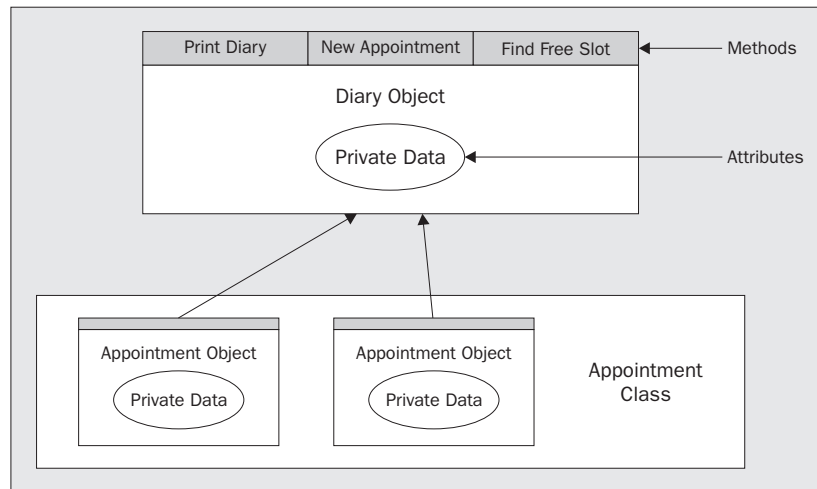 Print Diary
New Appointment
Find Free Slot
Methods
Diary Object
Private Data
Attributes
Appointment Object
Private Data
Appointment Object
Private Data
Appointment
Class